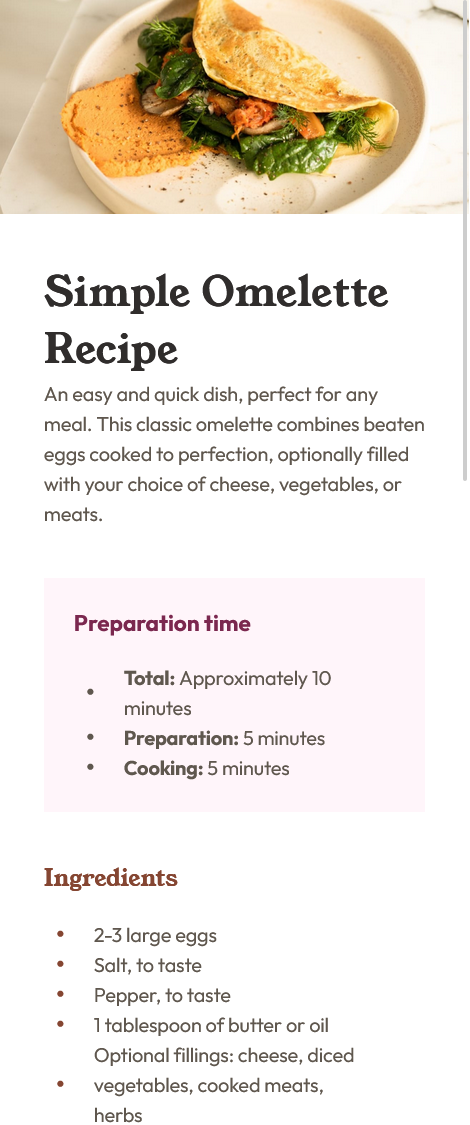 Simple Omelette
Recipe
An easy and quick dish, perfect for any
meal. This classic omelette combines beaten
eggs cooked to perfection, optionally filled
with your choice of cheese, vegetables, or
meats.
Preparation time
• Total: Approximately 10
minutes
• Preparation: 5 minutes
• Cooking: 5 minutes
Ingredients
• 2-3 large eggs
• Salt, to taste
• Pepper, to taste
• 1 tablespoon of butter or oil
• Optional fillings: cheese, diced
vegetables, cooked meats,
herbs